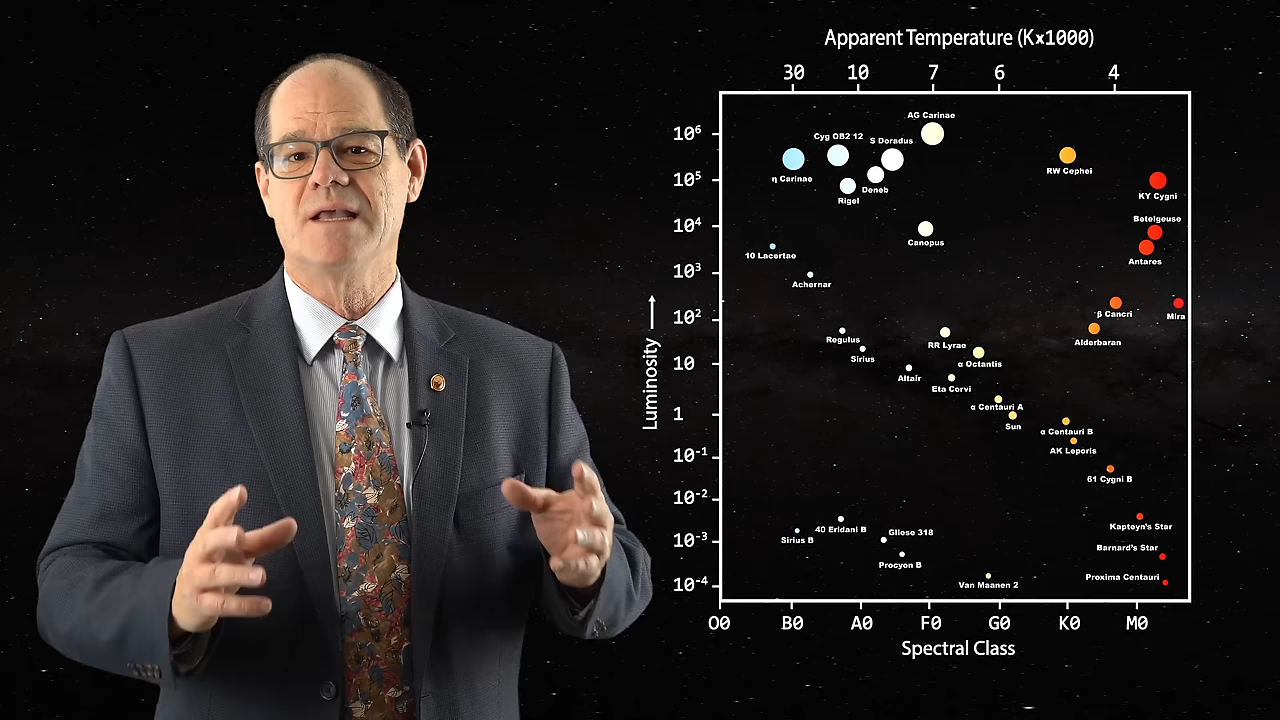 Apparent Temperature (Kx1000)
30 10 7 6 4
10⁶
10⁵
10⁴
10³
10²
10
1
10⁻¹
10⁻²
10⁻³
10⁻⁴
Luminosity
AG Carinae
Cyg OB2 12
S Doradus
η Carinae
Deneb
Rigel
RW Cephei
KY Cygni
Betelgeuse
Canopus
Antares
10 Lacertae
Achernar
β Cancri
Mira
Regulus
RR Lyrae
Alderbaran
Sirius
α Octantis
Altair
Eta Corvi
α Centauri A
Sun
α Centauri B
AK Leporis
61 Cygni B
Kapteyn's Star
40 Eridani B
Gliese 318
Sirius B
Barnard's Star
Procyon B
Proxima Centauri
Van Maanen 2
O0 B0 A0 F0 G0 K0 M0
Spectral Class